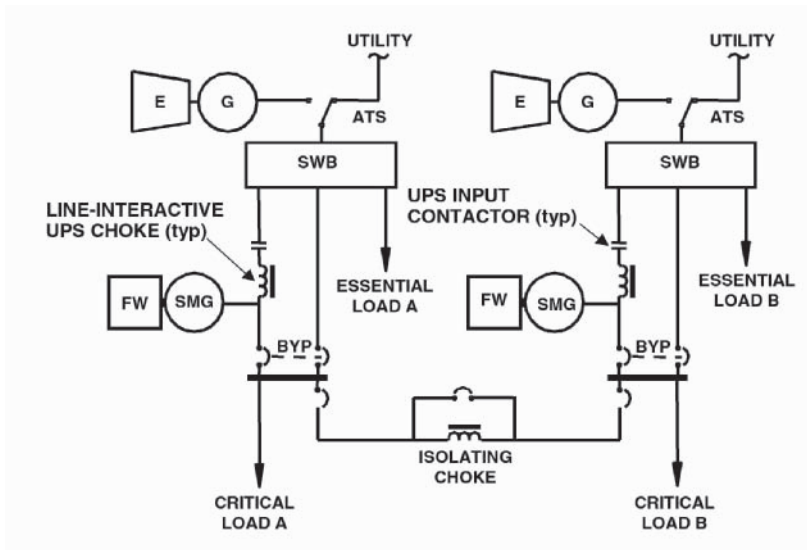 UTILITY
UTILITY
E
G
ATS
E
G
ATS
SWB
SWB
LINE-INTERACTIVE
UPS CHOKE (typ)
UPS INPUT
CONTACTOR (typ)
ESSENTIAL
LOAD A
ESSENTIAL
LOAD B
FW
SMG
FW
SMG
BYP
BYP
ISOLATING
CHOKE
CRITICAL
LOAD A
CRITICAL
LOAD B